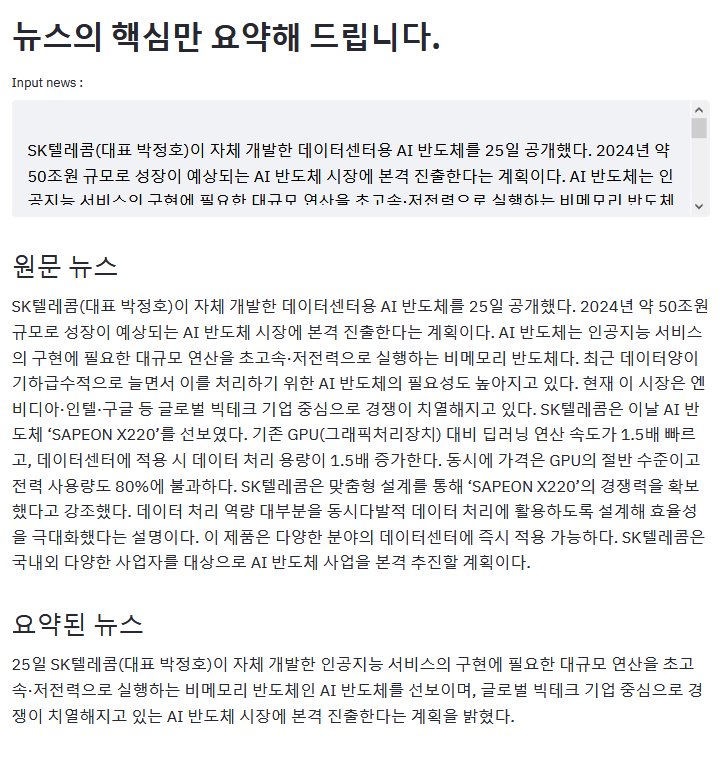 뉴스의 핵심만 요약해 드립니다.
Input news :
SK텔레콤(대표 박정호)이 자체 개발한 데이터센터용 AI 반도체를 25일 공개했다. 2024년 약
50조원 규모로 성장이 예상되는 AI 반도체 시장에 본격 진출한다는 계획이다. AI 반도체는 인
공지능 서비스의 구현에 필요한 대규모 연산을 초고속·저전력으로 실행하는 비메모리 반도체
원문 뉴스
SK텔레콤(대표 박정호)이 자체 개발한 데이터센터용 AI 반도체를 25일 공개했다. 2024년 약 50조원
규모로 성장이 예상되는 AI 반도체 시장에 본격 진출한다는 계획이다. AI 반도체는 인공지능 서비스
의 구현에 필요한 대규모 연산을 초고속·저전력으로 실행하는 비메모리 반도체다. 최근 데이터양이
기하급수적으로 늘면서 이를 처리하기 위한 AI 반도체의 필요성도 높아지고 있다. 현재 이 시장은 엔
비디아·인텔·구글 등 글로벌 빅테크 기업 중심으로 경쟁이 치열해지고 있다. SK텔레콤은 이날 AI 반
도체 ‘SAPEON X220’를 선보였다. 기존 GPU(그래픽처리장치) 대비 딥러닝 연산 속도가 1.5배 빠르
고, 데이터센터에 적용 시 데이터 처리 용량이 1.5배 증가한다. 동시에 가격은 GPU의 절반 수준이고
전력 사용량도 80%에 불과하다. SK텔레콤은 맞춤형 설계를 통해 ‘SAPEON X220’의 경쟁력을 확보
했다고 강조했다. 데이터 처리 역량 대부분을 동시다발적 데이터 처리에 활용하도록 설계해 효율성
을 극대화했다는 설명이다. 이 제품은 다양한 분야의 데이터센터에 즉시 적용 가능하다. SK텔레콤은
국내외 다양한 사업자를 대상으로 AI 반도체 사업을 본격 추진할 계획이다.
요약된 뉴스
25일 SK텔레콤(대표 박정호)이 자체 개발한 인공지능 서비스의 구현에 필요한 대규모 연산을 초고
속·저전력으로 실행하는 비메모리 반도체인 AI 반도체를 선보이며, 글로벌 빅테크 기업 중심으로 경
쟁이 치열해지고 있는 AI 반도체 시장에 본격 진출한다는 계획을 밝혔다.